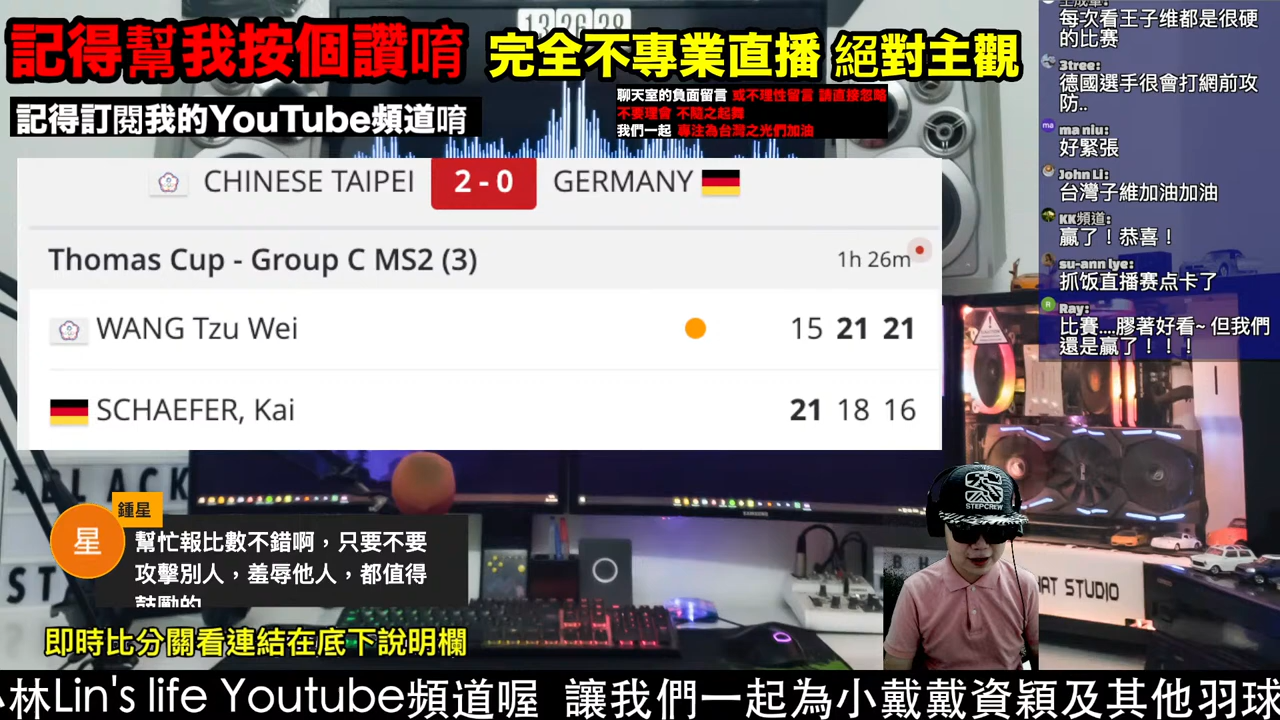 13 26 28
記得幫我按個讚唷
完全不專業直播 絕對主觀
記得訂閱我的YouTube頻道唷
聊天室的負面留言 或不理性留言 請直接忽略
不要理會 不隨之起舞
我們一起 專注為台灣之光們加油
CHINESE TAIPEI 2 - 0 GERMANY
Thomas Cup - Group C MS2 (3) 1h 26m
WANG Tzu Wei 15 21 21
SCHAEFER, Kai 21 18 16
每次看王子维都是很硬
的比赛
3tree:
德國選手很會打網前攻
防..
ma niu:
好緊張
John Li:
台灣子維加油加油
KK頻道:
贏了！恭喜！
su-ann lye:
抓饭直播赛点卡了
R
Ray:
比賽....膠著好看~ 但我們
還是贏了！！！
BLACK
ST
鍾星
星
幫忙報比數不錯啊，只要不要
攻擊別人，羞辱他人，都值得
鼓勵的
STEPCREW
HAT STUDIO
SAMSUNG
即時比分關看連結在底下說明欄
小林Lin's life Youtube頻道喔 讓我們一起為小戴戴資穎及其他羽球